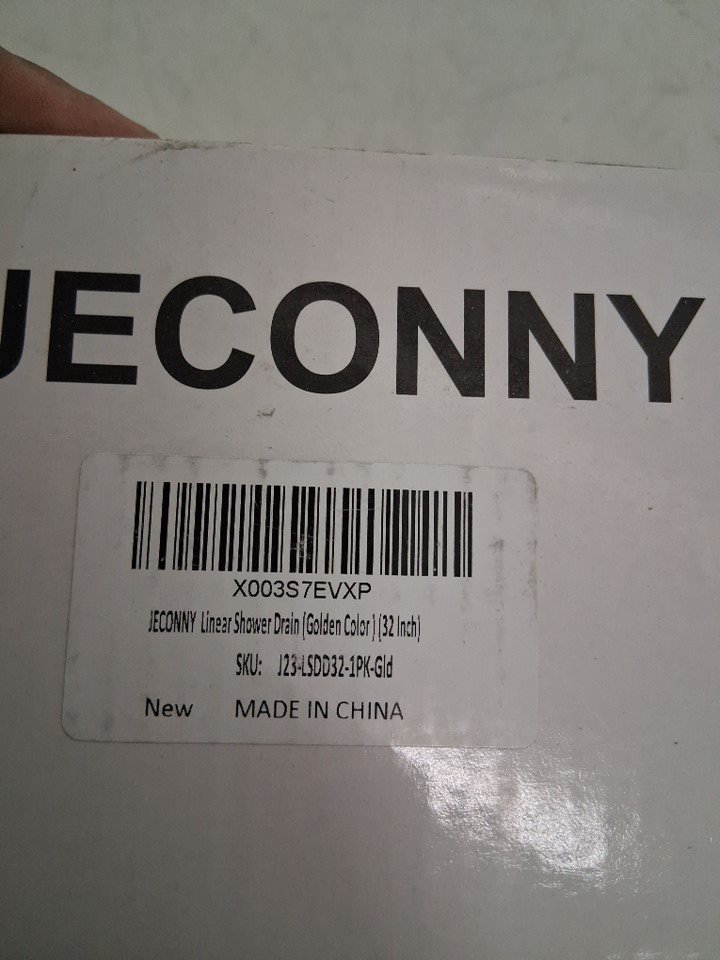 JECONNY
X003S7EVXP
JECONNY Linear Shower Drain (Golden Color ) (32 Inch)
SKU: J23-LSDD32-1PK-Gld
New MADE IN CHINA